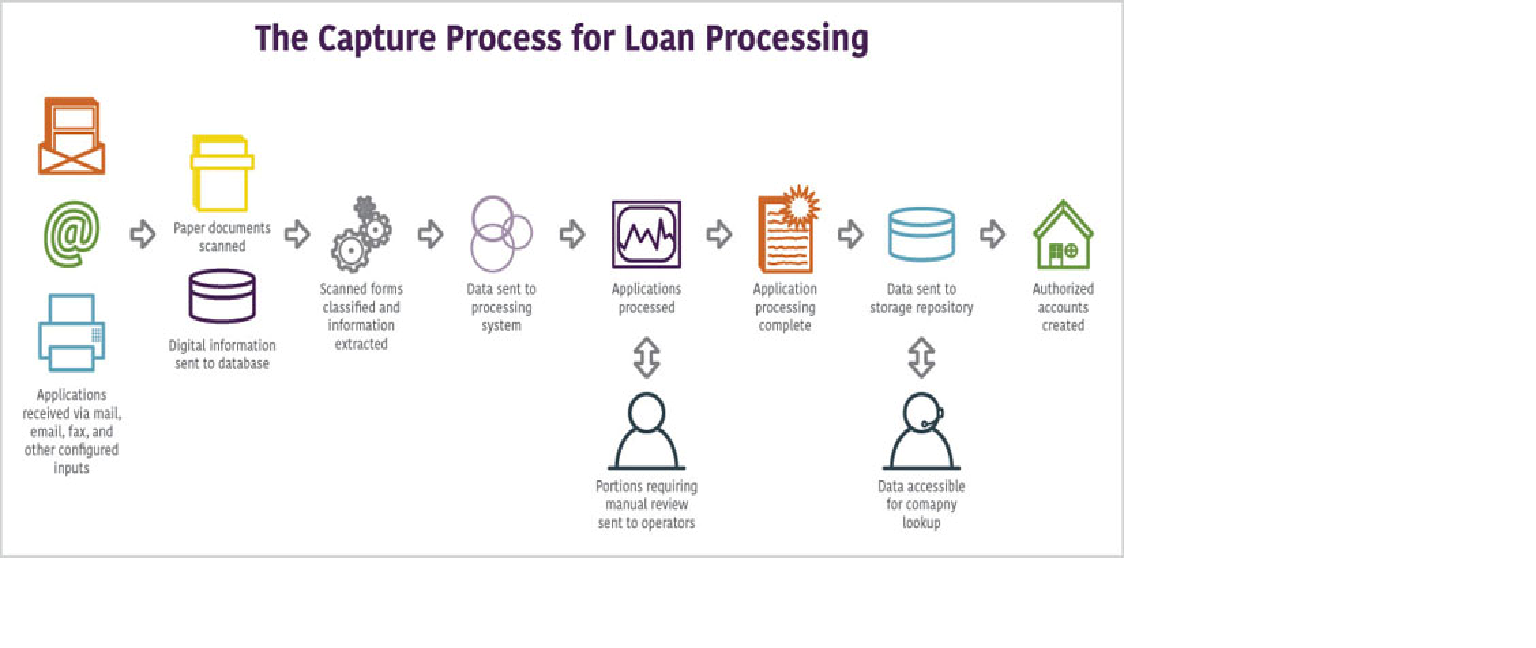 The Capture Process for Loan Processing
@
Applications
received via mail,
email, fax, and
other configured
inputs
Paper documents
scanned
Digital information
sent to database
Scanned forms
classified and
information
extracted
Data sent to
processing
system
Applications
processed
Portions requiring
manual review
sent to operators
Application
processing
complete
Data sent to
storage repository
Data accessible
for comapny
lookup
Authorized
accounts
created